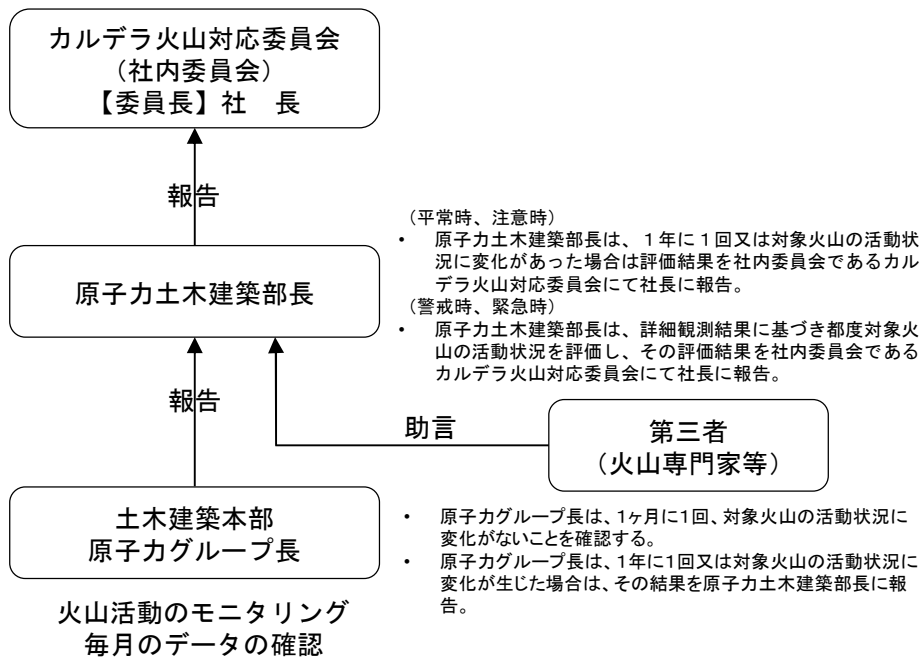 カルデラ火山対応委員会
（社内委員会）
【委員長】社　長
報告
（平常時、注意時）
・ 原子力土木建築部長は、１年に１回又は対象火山の活動状
況に変化があった場合は評価結果を社内委員会であるカル
デラ火山対応委員会にて社長に報告。
（警戒時、緊急時）
・ 原子力土木建築部長は、詳細観測結果に基づき都度対象火
山の活動状況を評価し、その評価結果を社内委員会である
カルデラ火山対応委員会にて社長に報告。
原子力土木建築部長
報告
助言
第三者
（火山専門家等）
土木建築本部
原子力グループ長
・ 原子力グループ長は、1ヶ月に1回、対象火山の活動状況に
変化がないことを確認する。
・ 原子力グループ長は、1年に1回又は対象火山の活動状況に
変化が生じた場合は、その結果を原子力土木建築部長に報
告。
火山活動のモニタリング
毎月のデータの確認